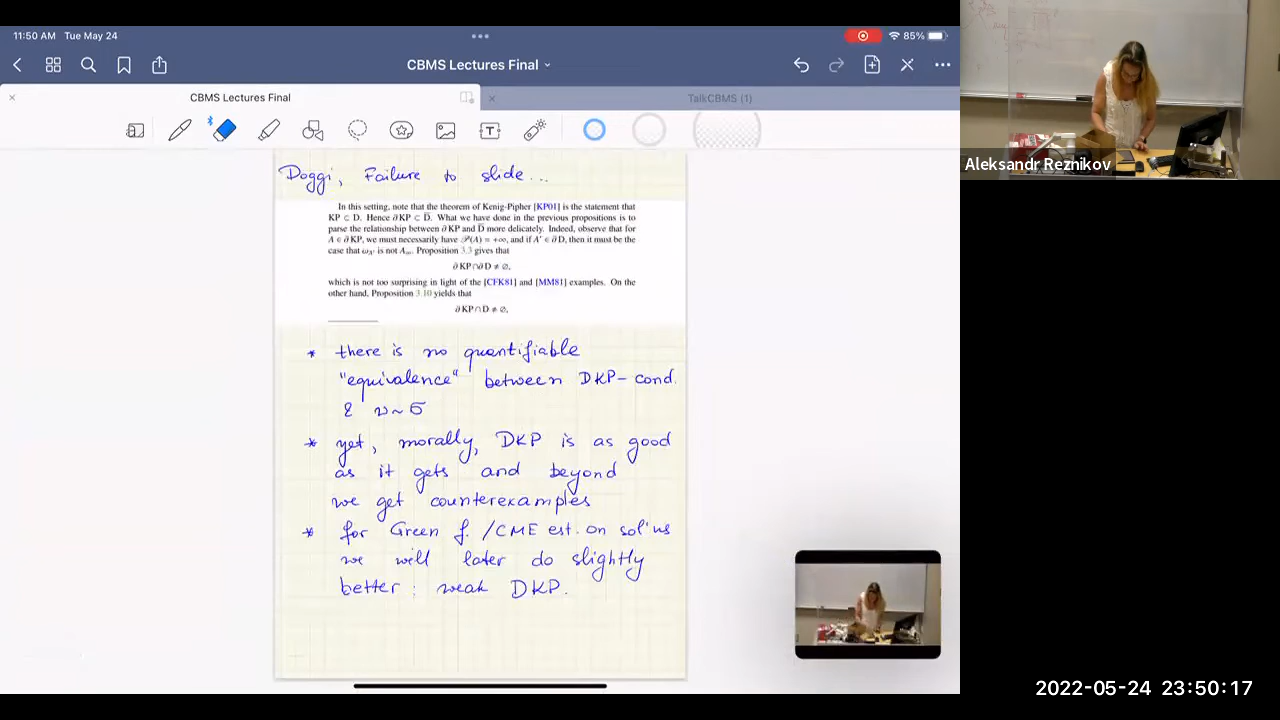 11:50 AM Tue May 24
85%
CBMS Lectures Final
CBMS Lectures Final
TalkCBMS (1)
Doggi, Failure to slide...
In this setting, note that the theorem of Kenig-Pipher [KP01] is the statement that
KP ⊂ D. Hence ∂KP ⊂ D̅. What we have done in the previous propositions is to
parse the relationship between ∂KP and D̅ more delicately. Indeed, observe that for
A ∈ ∂KP, we must necessarily have (A) = +∞, and if A' ∈ ∂D, then it must be the
case that ω_A' is not A∞. Proposition 3.3 gives that
∂KP ∩ ∂D ≠ ∅,
which is not too surprising in light of the [CFK81] and [MM81] examples. On the
other hand, Proposition 3.10 yields that
∂KP ∩ D ≠ ∅,
* there is no quantifiable
"equivalence" between DKP-cond.
& ~ σ
* yet, morally, DKP is as good
as it gets and beyond
we get counterexamples
* for Green f. /CME est. on sol'ns
we will later do slightly
better: weak DKP.
Aleksandr Reznikov
2022-05-24 23:50:17